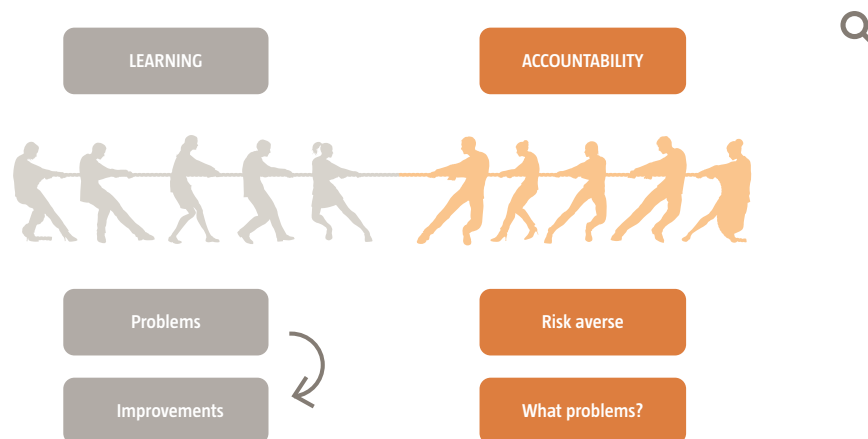 LEARNING
ACCOUNTABILITY
Problems
Risk averse
Improvements
What problems?